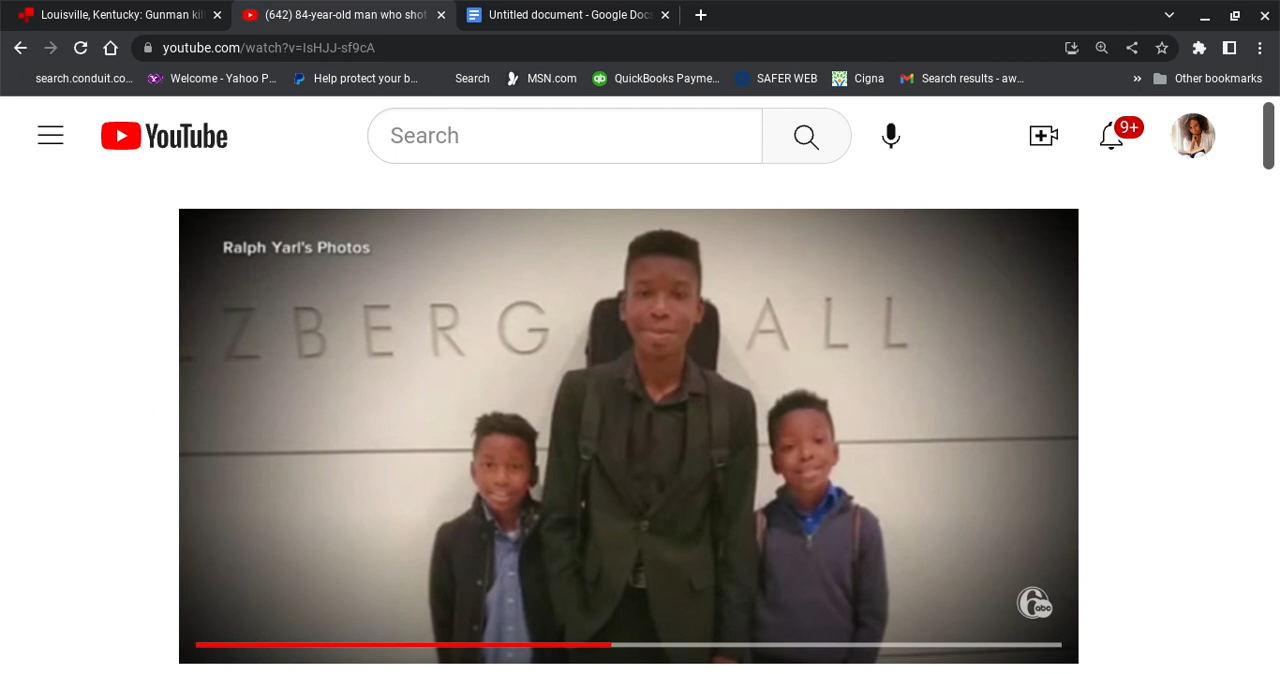 Louisville, Kentucky: Gunman kil
(642) 84-year-old man who shot
Untitled document - Google Docs
youtube.com/watch?v=IsHJJ-sf9cA
search.conduit.co...
Welcome - Yahoo P...
Help protect your b...
Search
MSN.com
QuickBooks Payme...
SAFER WEB
Cigna
Search results - aw...
»
Other bookmarks
YouTube
Search
9+
Ralph Yarl's Photos
ZBERG ALL
6abc